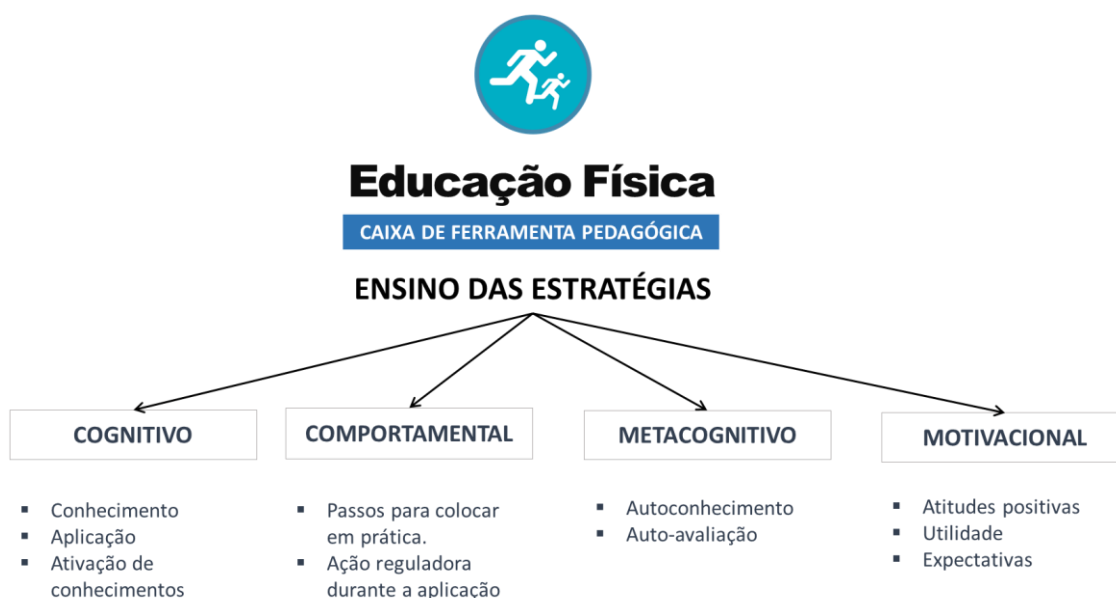 Educação Física
CAIXA DE FERRAMENTA PEDAGÓGICA
ENSINO DAS ESTRATÉGIAS
COGNITIVO
▪ Conhecimento
▪ Aplicação
▪ Ativação de
conhecimentos
COMPORTAMENTAL
▪ Passos para colocar
em prática.
▪ Ação reguladora
durante a aplicação
METACOGNITIVO
▪ Autoconhecimento
▪ Auto-avaliação
MOTIVACIONAL
▪ Atitudes positivas
▪ Utilidade
▪ Expectativas